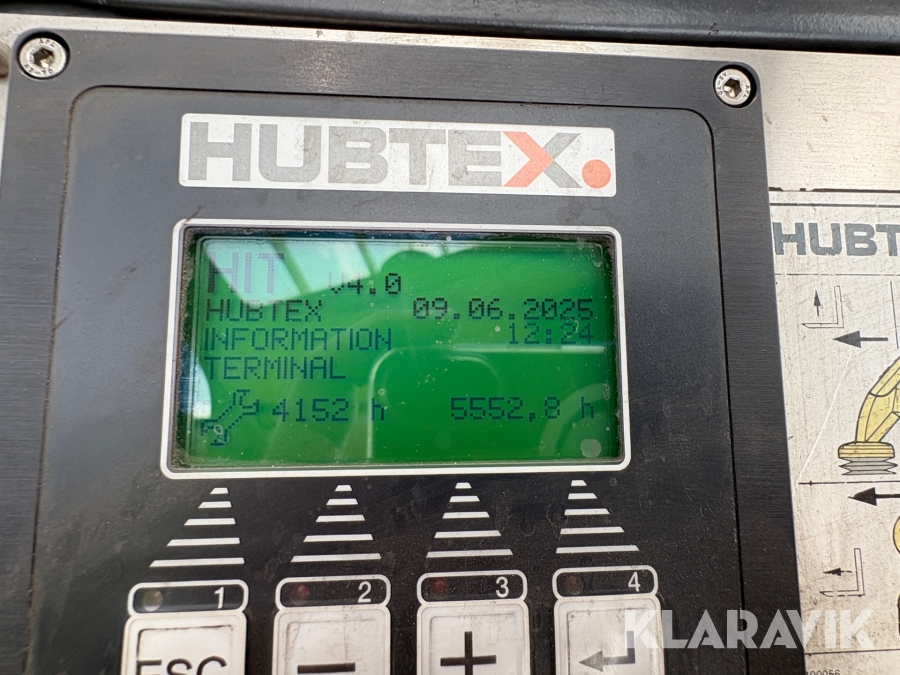 HUBTEX
HIT V4.0
HUBTEX 09.06.2025
INFORMATION 12:24
TERMINAL
4152 h 5552,8 h
1 2 3 4
ESC − +
HUBT
KLARAVIK